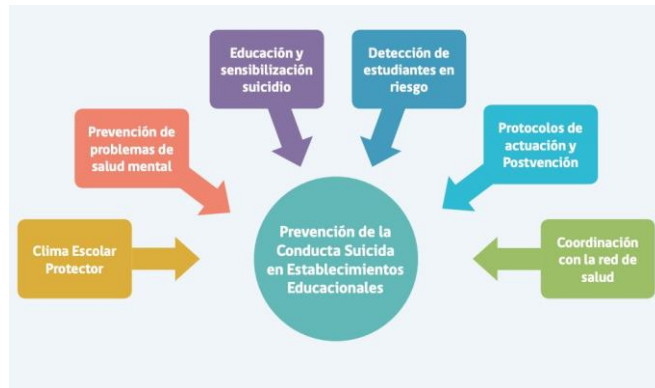 Educación y
sensibilización
suicidio
Detección de
estudiantes en
riesgo
Prevención de
problemas de
salud mental
Protocolos de
actuación y
Postvención
Clima Escolar
Protector
Prevención de la
Conducta Suicida
en Establecimientos
Educacionales
Coordinación
con la red de
salud